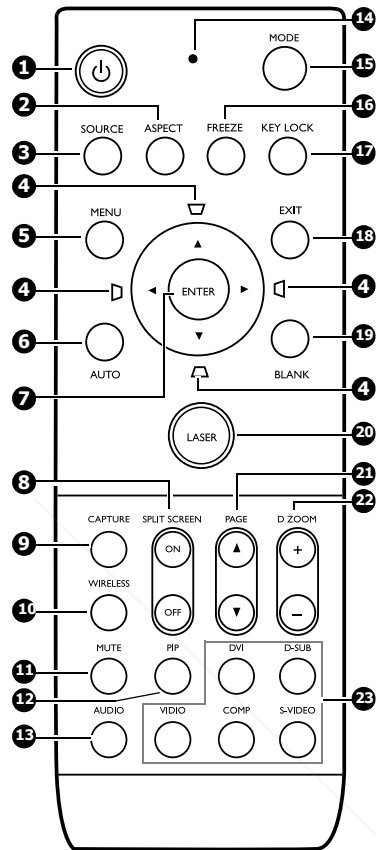 14
MODE
1
15
2
16
SOURCE ASPECT FREEZE KEY LOCK
3
17
4
MENU EXIT
5
18
4
ENTER
4
6
19
AUTO BLANK
7
4
LASER
20
21
8
22
CAPTURE SPLIT SCREEN PAGE D ZOOM
9
ON
+
WIRELESS
10
OFF
−
MUTE PIP DVI D-SUB
11
12
23
AUDIO VIDIO COMP S-VIDEO
13